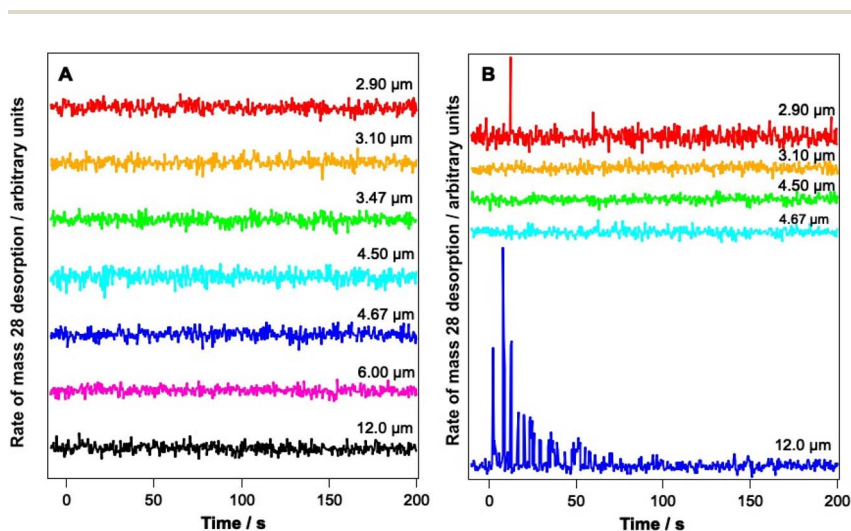 A
2.90 µm
3.10 µm
3.47 µm
4.50 µm
4.67 µm
6.00 µm
12.0 µm
Rate of mass 28 desorption / arbitrary units
0 50 100 150 200
Time / s
B
2.90 µm
3.10 µm
4.50 µm
4.67 µm
12.0 µm
Rate of mass 28 desorption / arbitrary units
0 50 100 150 200
Time / s